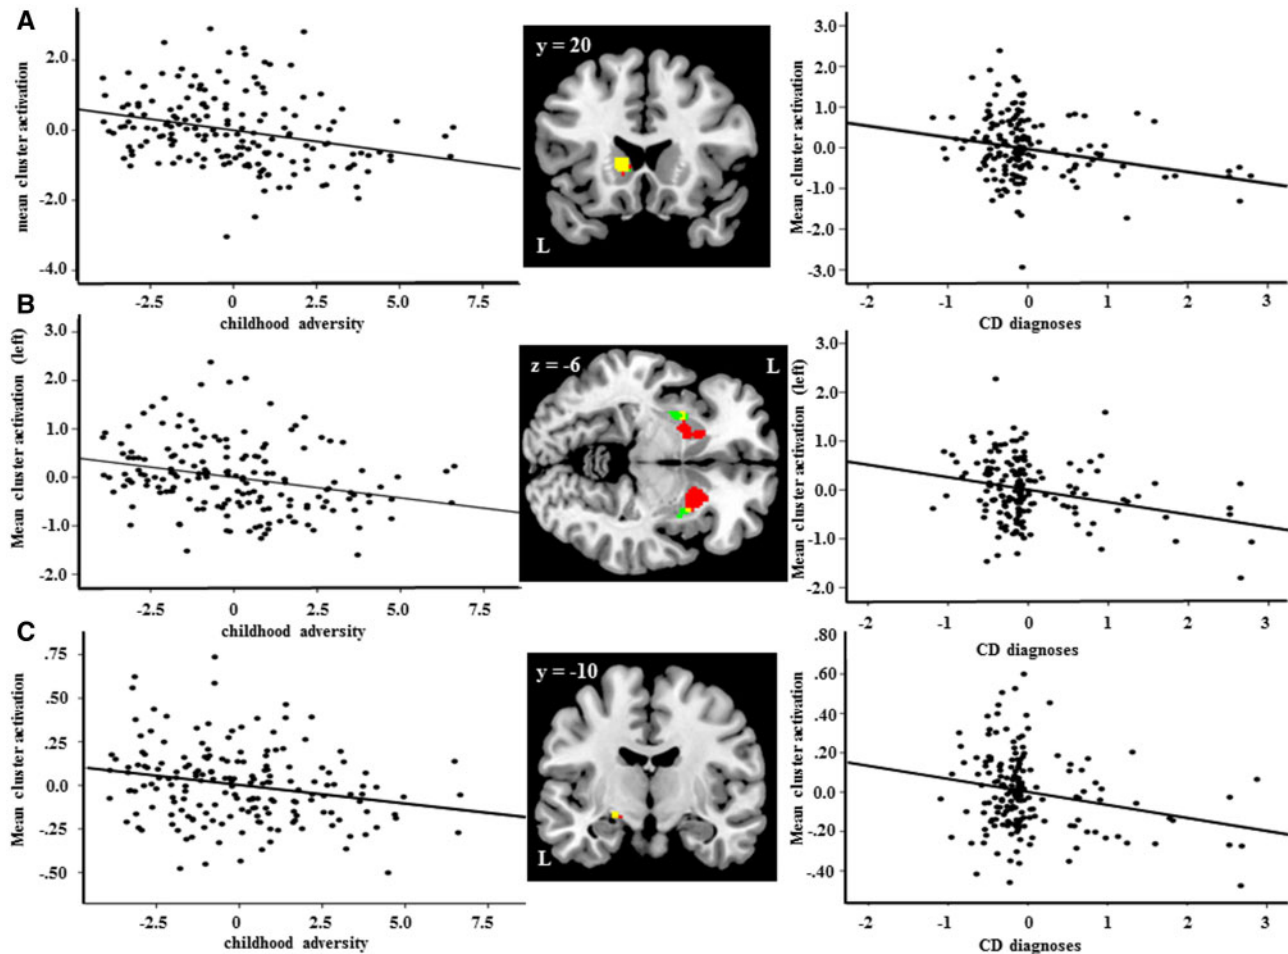 A
mean cluster activation
2.0
0.0
-2.0
-4.0
-2.5 0 2.5 5.0 7.5
childhood adversity
y = 20
L
Mean cluster activation
3.0
2.0
1.0
0.0
-1.0
-2.0
-3.0
-2 -1 0 1 2 3
CD diagnoses
B
Mean cluster activation (left)
3.0
2.0
1.0
0.0
-1.0
-2.0
-2.5 0 2.5 5.0 7.5
childhood adversity
z = -6
L
Mean cluster activation (left)
3.0
2.0
1.0
0.0
-1.0
-2.0
-2 -1 0 1 2 3
CD diagnoses
C
Mean cluster activation
.75
.50
.25
0.0
-.25
-.50
-2.5 0 2.5 5.0 7.5
childhood adversity
y = -10
L
Mean cluster activation
.80
.60
.40
.20
0.0
-.20
-.40
-2 -1 0 1 2 3
CD diagnoses